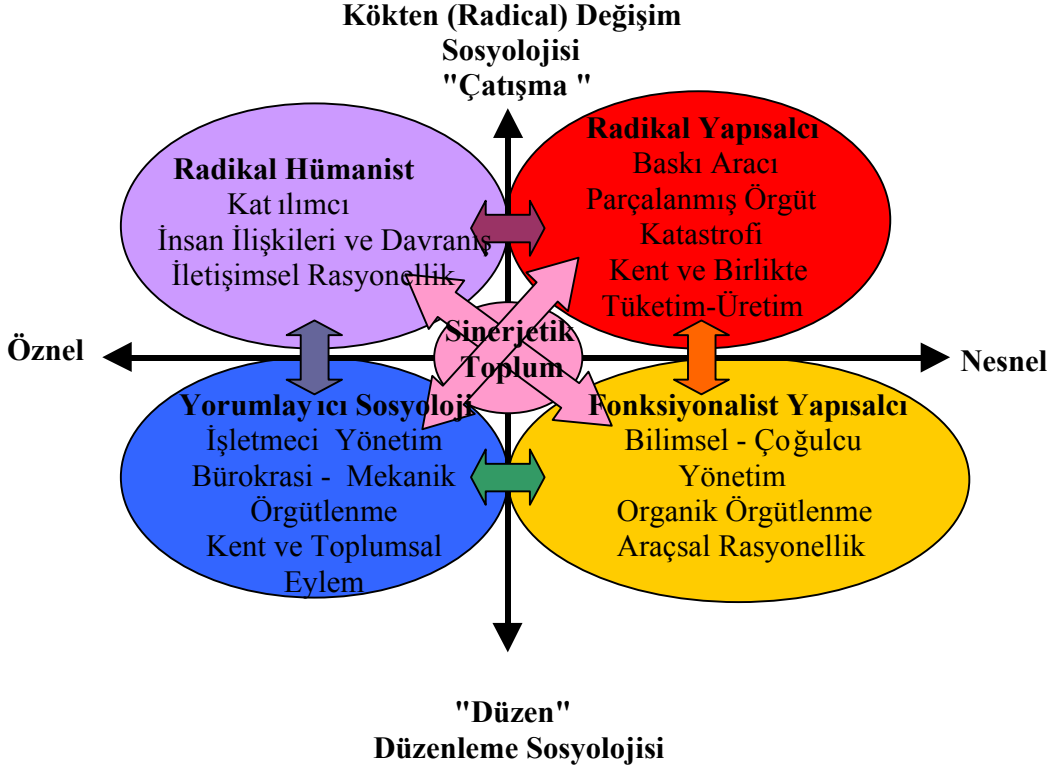 Kökten (Radical) Değişim
Sosyolojisi
"Çatışma "
Radikal Hümanist
Kat ılımcı
İnsan İlişkileri ve Davranış
İletişimsel Rasyonellik
Radikal Yapısalcı
Baskı Aracı
Parçalanmış Örgüt
Katastrofi
Kent ve Birlikte
Tüketim-Üretim
Öznel
Sinerjetik
Toplum
Nesnel
Yorumlay ıcı Sosyoloji
İşletmeci Yönetim
Bürokrasi - Mekanik
Örgütlenme
Kent ve Toplumsal
Eylem
Fonksiyonalist Yapısalcı
Bilimsel - Çoğulcu
Yönetim
Organik Örgütlenme
Araçsal Rasyonellik
"Düzen"
Düzenleme Sosyolojisi